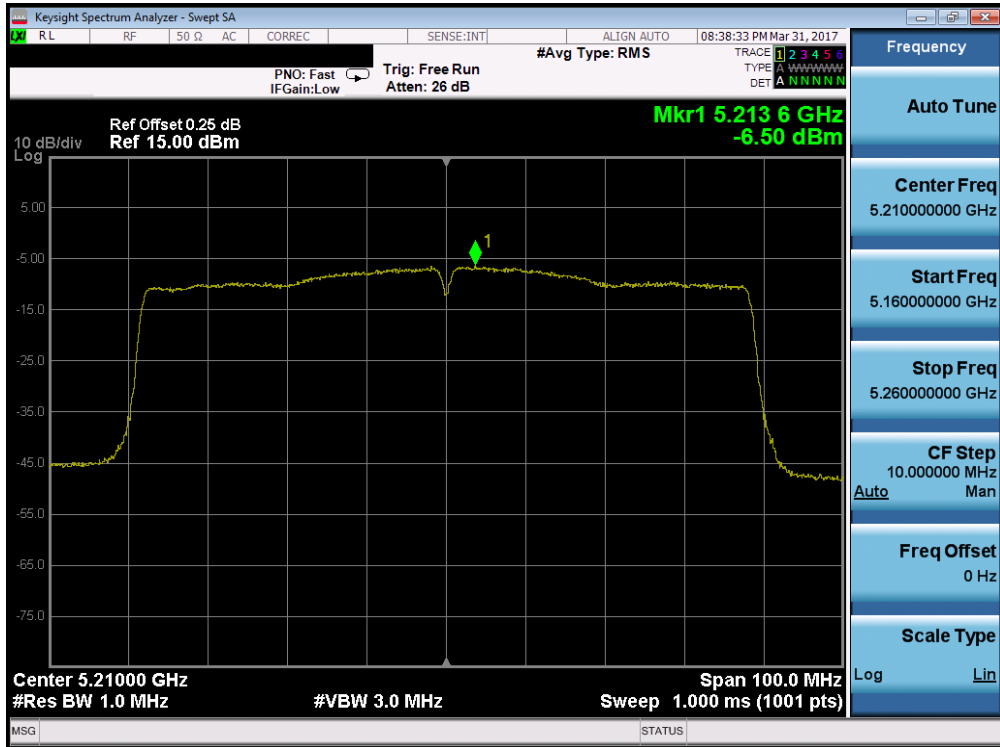 Keysight Spectrum Analyzer - Swept SA
LXI RL RF 50 Ω AC CORREC SENSE:INT ALIGN AUTO 08:38:33 PM Mar 31, 2017
#Avg Type: RMS
TRACE 1 2 3 4 5 6
TYPE A WWWWW
DET A N N N N N
PNO: Fast
IFGain:Low
Trig: Free Run
Atten: 26 dB
Mkr1 5.213 6 GHz
-6.50 dBm
Ref Offset 0.25 dB
10 dB/div Ref 15.00 dBm
Log
1
5.00
-5.00
-15.0
-25.0
-35.0
-45.0
-55.0
-65.0
-75.0
Center 5.21000 GHz Span 100.0 MHz
#Res BW 1.0 MHz #VBW 3.0 MHz Sweep 1.000 ms (1001 pts)
MSG STATUS
Frequency
Auto Tune
Center Freq
5.210000000 GHz
Start Freq
5.160000000 GHz
Stop Freq
5.260000000 GHz
CF Step
10.000000 MHz
Auto Man
Freq Offset
0 Hz
Scale Type
Log Lin